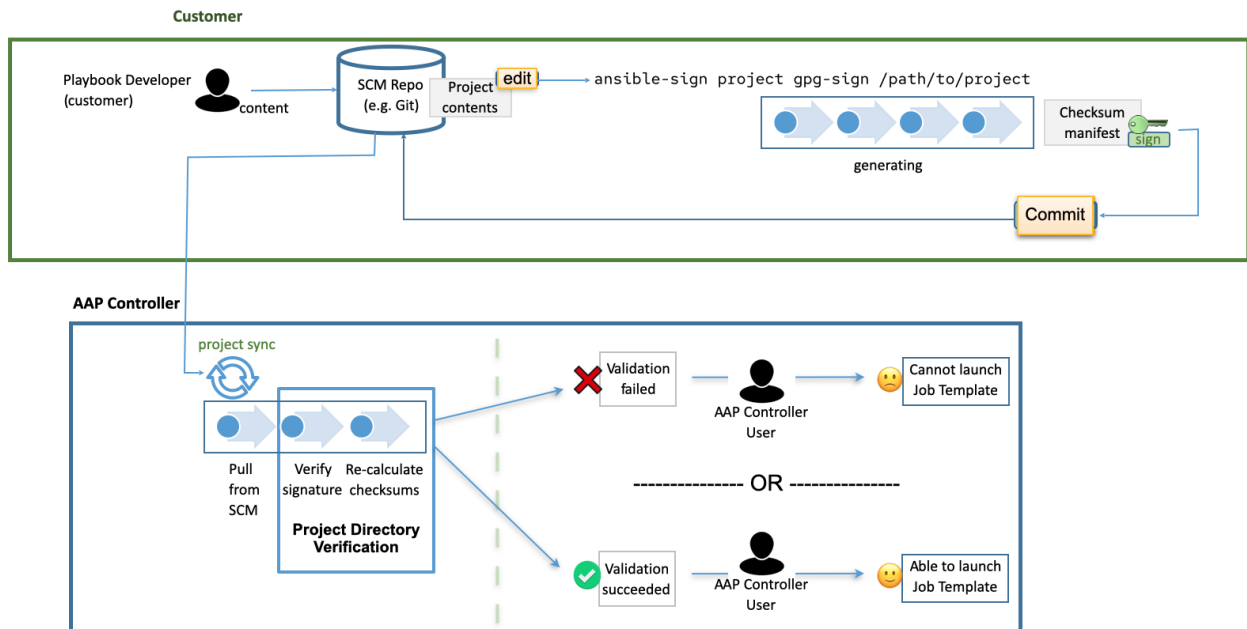 Customer
Playbook Developer
(customer)
content
SCM Repo
(e.g. Git)
Project
contents
edit
ansible-sign project gpg-sign /path/to/project
generating
Checksum
manifest
sign
Commit
AAP Controller
project sync
Pull
from
SCM
Verify
signature
Re-calculate
checksums
Project Directory
Verification
Validation
failed
AAP Controller
User
Cannot launch
Job Template
--------------- OR ---------------
Validation
succeeded
AAP Controller
User
Able to launch
Job Template